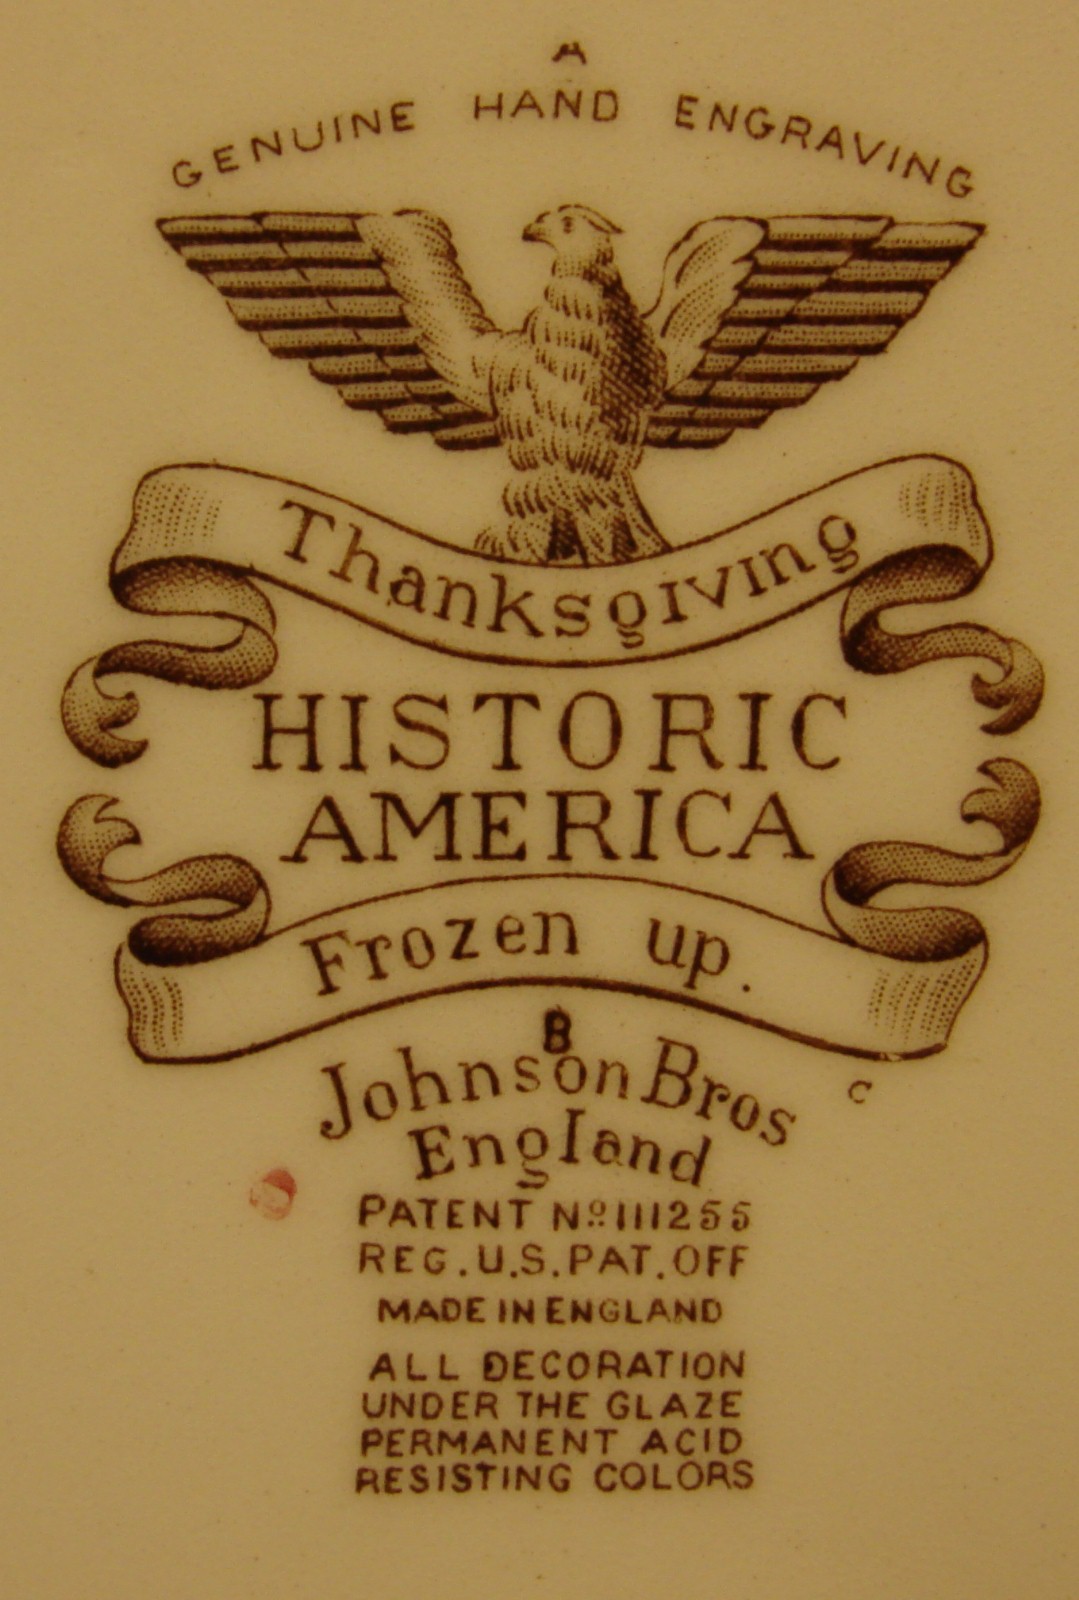 A
GENUINE HAND ENGRAVING
Thanksgiving
HISTORIC
AMERICA
Frozen up.
B
Johnson Bros
C
England
PATENT Nº 111255
REG. U.S. PAT. OFF
MADE IN ENGLAND
ALL DECORATION
UNDER THE GLAZE
PERMANENT ACID
RESISTING COLORS